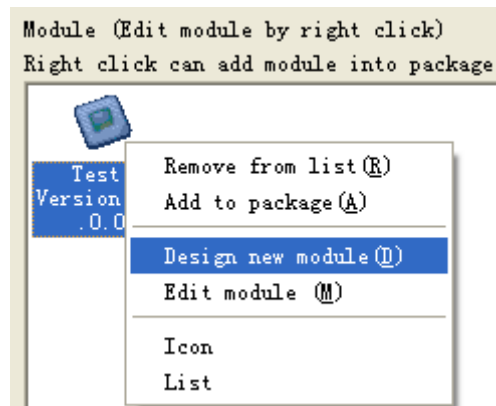 Module (Edit module by right click)
Right click can add module into package
Test
Version
.0.0
Remove from list(R)
Add to package(A)
Design new module(D)
Edit module (M)
Icon
List